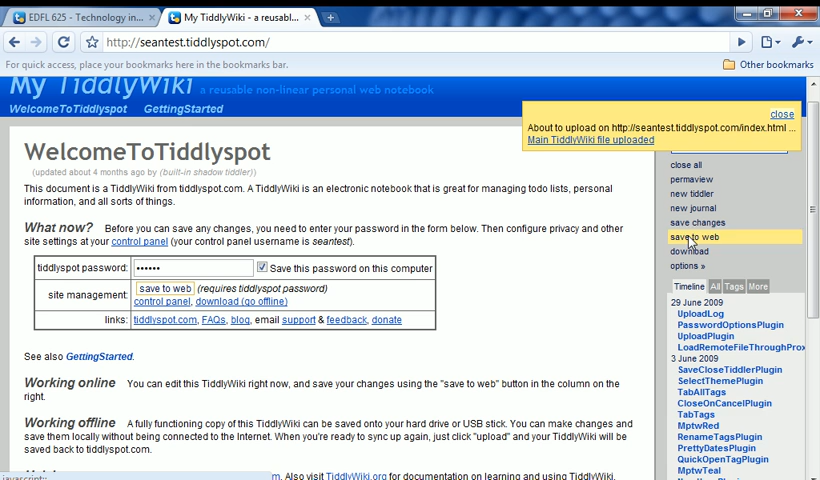 EDFL 625 - Technology in...
My TiddlyWiki - a reusabl...
http://seantest.tiddlyspot.com/
For quick access, place your bookmarks here in the bookmarks bar.
Other bookmarks
My TiddlyWiki a reusable non-linear personal web notebook
WelcomeToTiddlyspot GettingStarted
close
About to upload on http://seantest.tiddlyspot.com/index.html ...
Main TiddlyWiki file uploaded
WelcomeToTiddlyspot
(updated about 4 months ago by (built-in shadow tiddler))
This document is a TiddlyWiki from tiddlyspot.com. A TiddlyWiki is an electronic notebook that is great for managing todo lists, personal
information, and all sorts of things.
What now? Before you can save any changes, you need to enter your password in the form below. Then configure privacy and other
site settings at your control panel (your control panel username is seantest).
tiddlyspot password: •••••• Save this password on this computer
site management: save to web (requires tiddlyspot password)
control panel, download (go offline)
links: tiddlyspot.com, FAQs, blog, email support & feedback, donate
See also GettingStarted.
Working online You can edit this TiddlyWiki right now, and save your changes using the "save to web" button in the column on the
right.
Working offline A fully functioning copy of this TiddlyWiki can be saved onto your hard drive or USB stick. You can make changes and
save them locally without being connected to the Internet. When you're ready to sync up again, just click "upload" and your TiddlyWiki will be
saved back to tiddlyspot.com.
m. Also visit TiddlyWiki.org for documentation on learning and using TiddlyWiki.
close all
permaview
new tiddler
new journal
save changes
save to web
download
options »
Timeline All Tags More
29 June 2009
UploadLog
PasswordOptionsPlugin
UploadPlugin
LoadRemoteFileThroughProx
3 June 2009
SaveCloseTiddlerPlugin
SelectThemePlugin
TabAllTags
CloseOnCancelPlugin
TabTags
MptwRed
RenameTagsPlugin
PrettyDatesPlugin
QuickOpenTagPlugin
MptwTeal